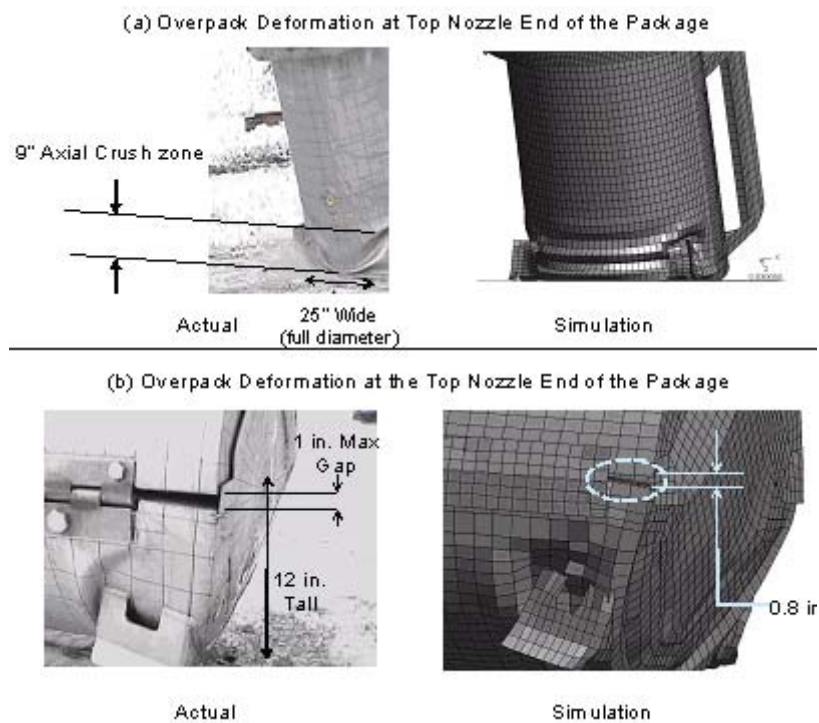 (a) Overpack Deformation at Top Nozzle End of the Package
9" Axial Crush zone
25" Wide
(full diameter)
Actual
Simulation
(b) Overpack Deformation at the Top Nozzle End of the Package
1 in. Max
Gap
12 in.
Tall
0.8 in
Actual
Simulation